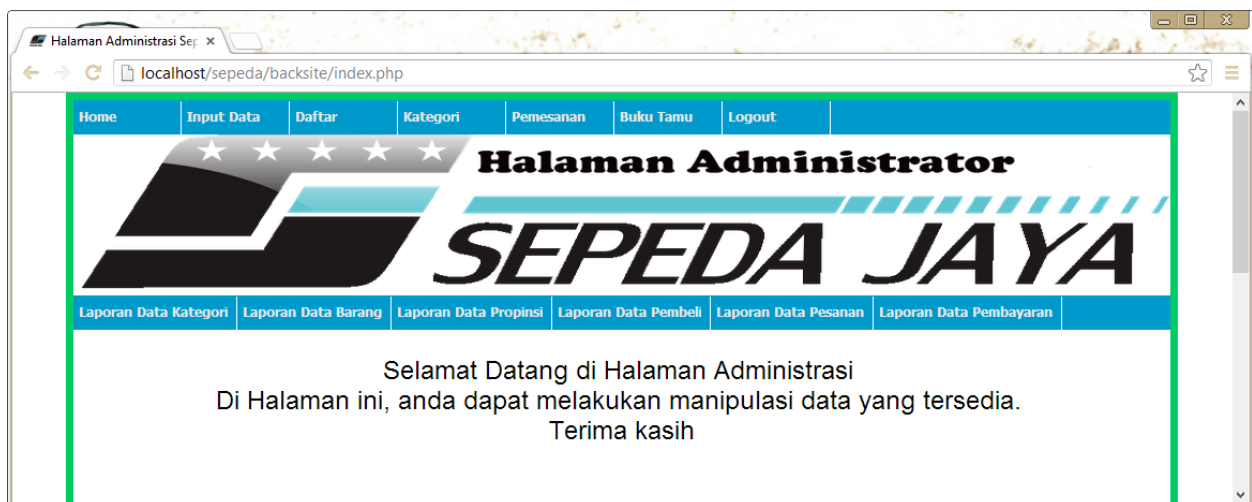 Halaman Administrasi Sep
localhost/sepeda/backsite/index.php
Home Input Data Daftar Kategori Pemesanan Buku Tamu Logout
Halaman Administrator
SEPEDA JAYA
Laporan Data Kategori Laporan Data Barang Laporan Data Propinsi Laporan Data Pembeli Laporan Data Pesanan Laporan Data Pembayaran
Selamat Datang di Halaman Administrasi
Di Halaman ini, anda dapat melakukan manipulasi data yang tersedia.
Terima kasih